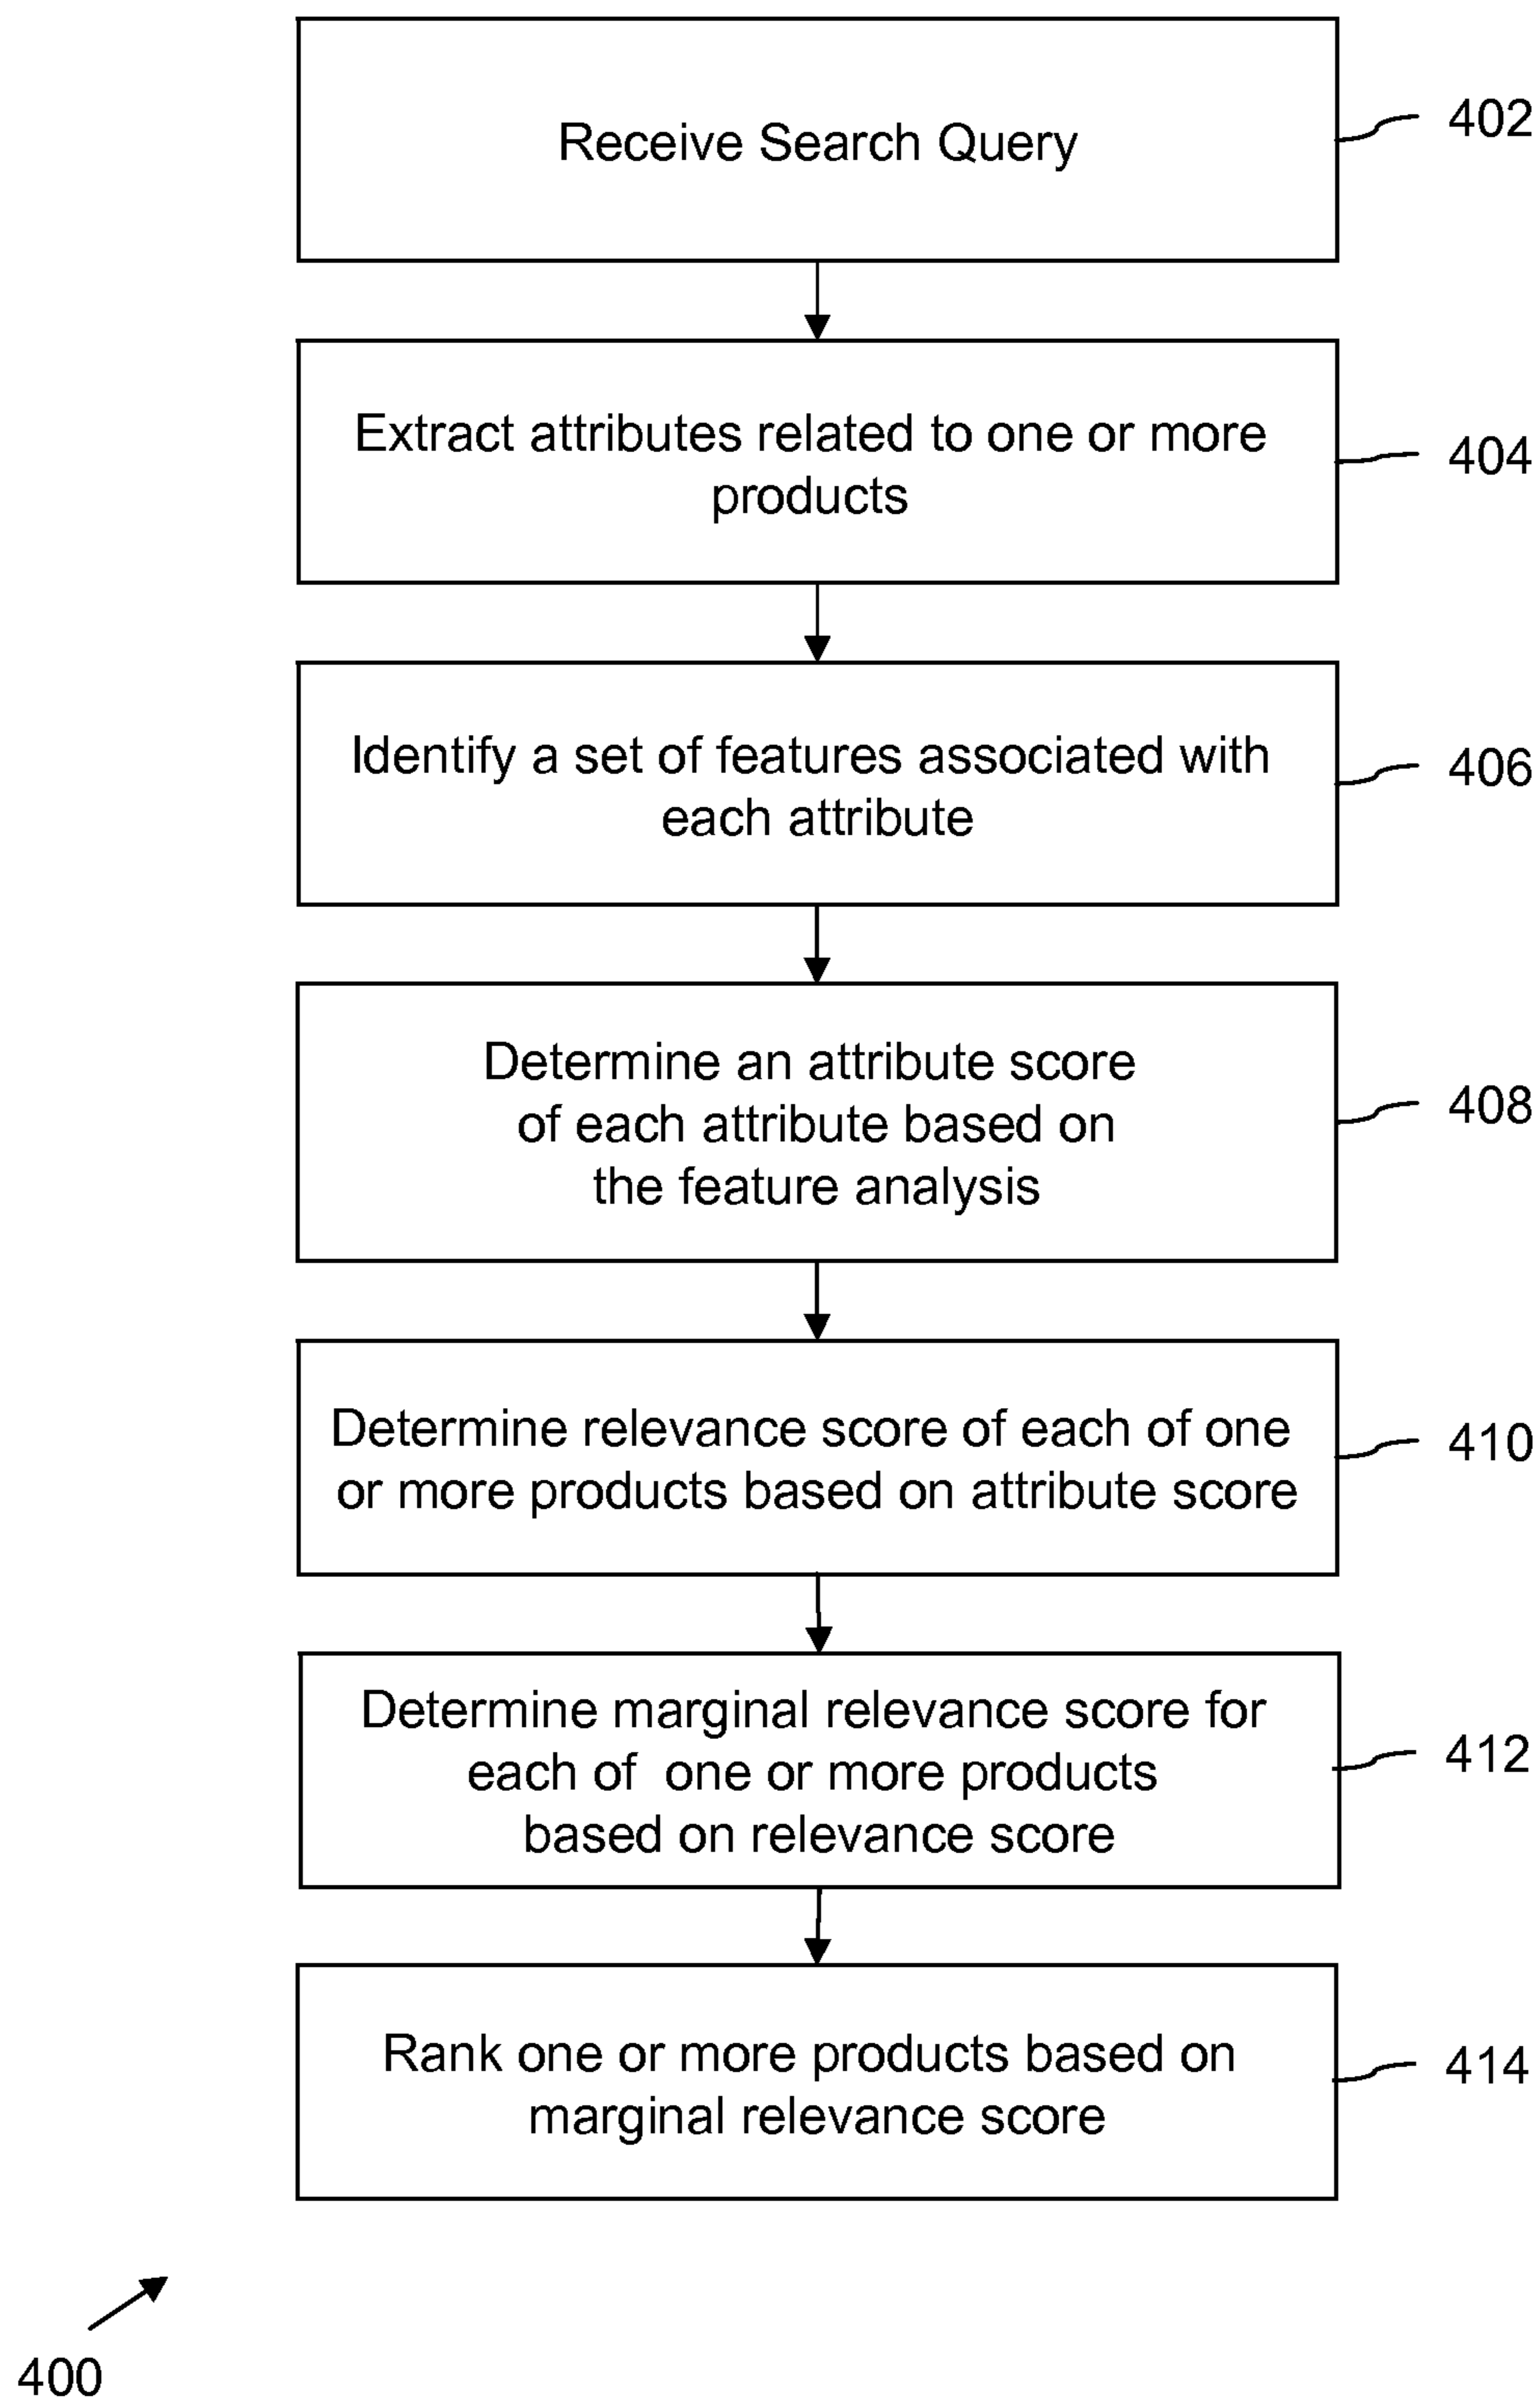 Receive Search Query
402
Extract attributes related to one or more
products
404
Identify a set of features associated with
each attribute
406
Determine an attribute score
of each attribute based on
the feature analysis
408
Determine relevance score of each of one
or more products based on attribute score
410
Determine marginal relevance score for
each of one or more products
based on relevance score
412
Rank one or more products based on
marginal relevance score
414
400